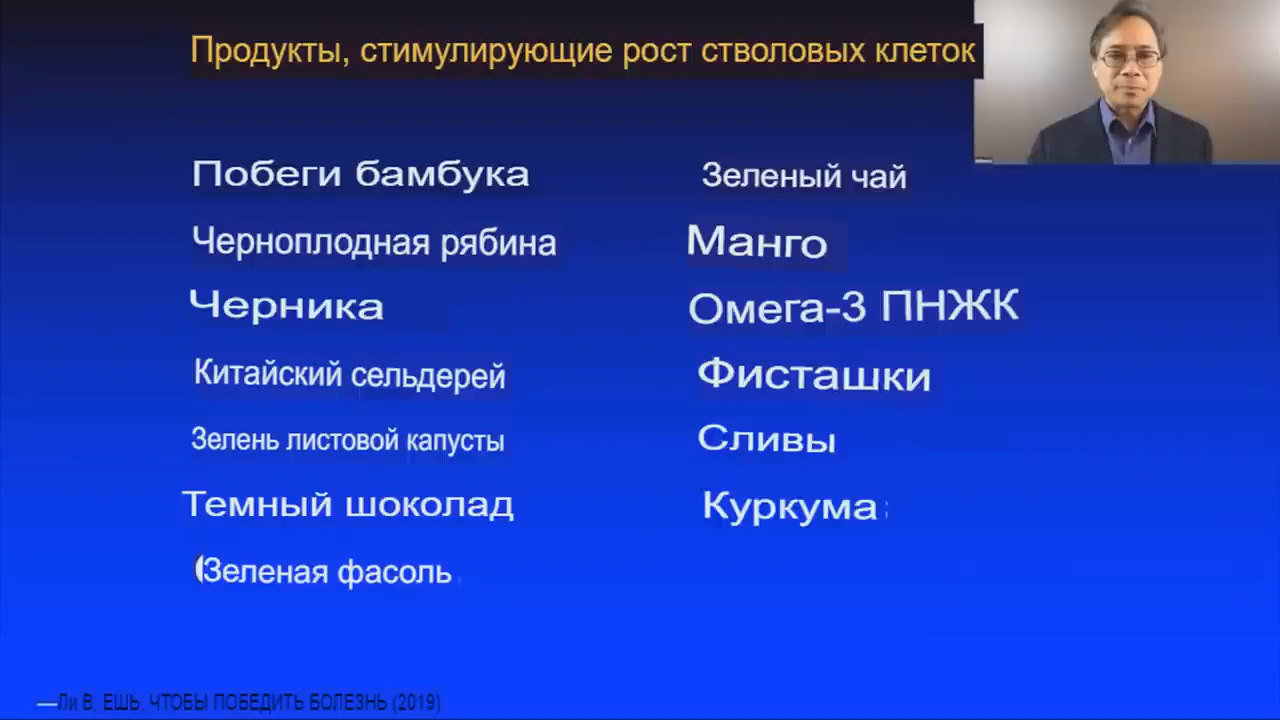 Продукты, стимулирующие рост стволовых клеток
Побеги бамбука
Черноплодная рябина
Черника
Китайский сельдерей
Зелень листовой капусты
Темный шоколад
Зеленая фасоль
Зеленый чай
Манго
Омега-3 ПНЖК
Фисташки
Сливы
Куркума
—Ли В. ЕШЬ, ЧТОБЫ ПОБЕДИТЬ БОЛЕЗНЬ (2019)